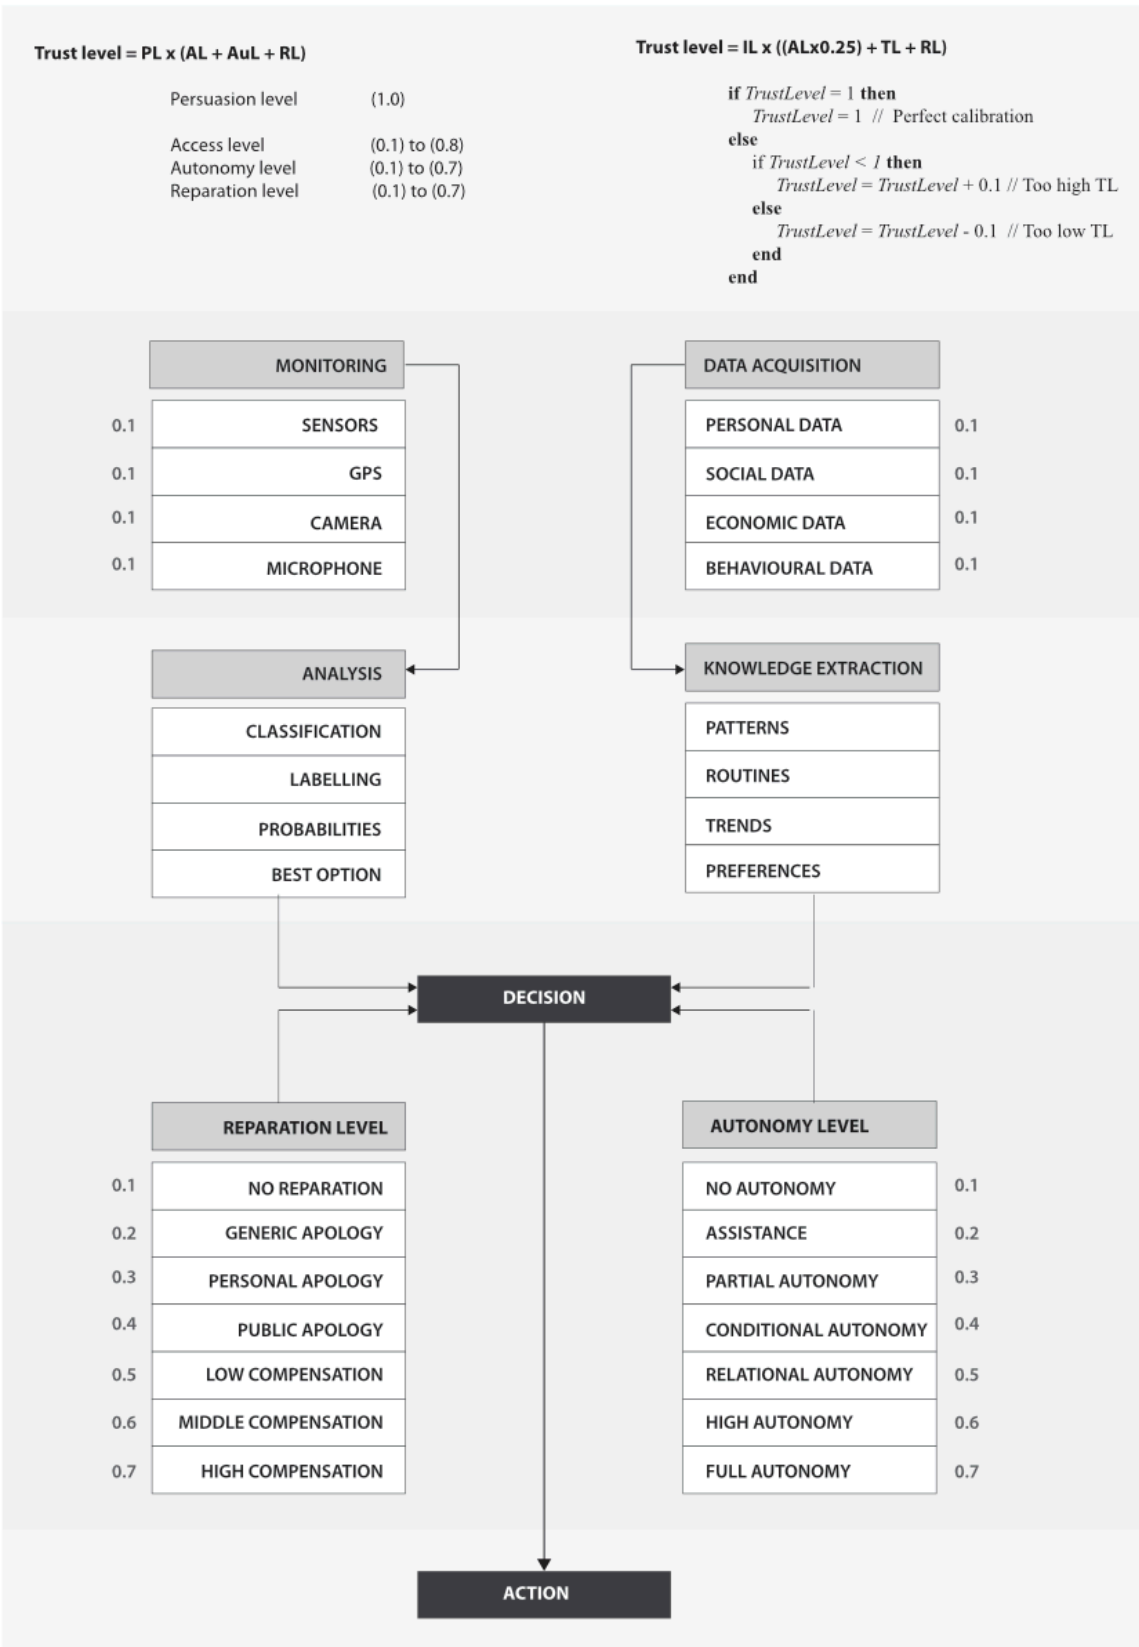 Trust level = PL x (AL + AuL + RL)
Persuasion level (1.0)
Access level (0.1) to (0.8)
Autonomy level (0.1) to (0.7)
Reparation level (0.1) to (0.7)
Trust level = IL x ((ALx0.25) + TL + RL)
if TrustLevel = 1 then
TrustLevel = 1 // Perfect calibration
else
if TrustLevel < 1 then
TrustLevel = TrustLevel + 0.1 // Too high TL
else
TrustLevel = TrustLevel - 0.1 // Too low TL
end
end
MONITORING
0.1 SENSORS
0.1 GPS
0.1 CAMERA
0.1 MICROPHONE
DATA ACQUISITION
PERSONAL DATA 0.1
SOCIAL DATA 0.1
ECONOMIC DATA 0.1
BEHAVIOURAL DATA 0.1
ANALYSIS
CLASSIFICATION
LABELLING
PROBABILITIES
BEST OPTION
KNOWLEDGE EXTRACTION
PATTERNS
ROUTINES
TRENDS
PREFERENCES
DECISION
REPARATION LEVEL
0.1 NO REPARATION
0.2 GENERIC APOLOGY
0.3 PERSONAL APOLOGY
0.4 PUBLIC APOLOGY
0.5 LOW COMPENSATION
0.6 MIDDLE COMPENSATION
0.7 HIGH COMPENSATION
AUTONOMY LEVEL
NO AUTONOMY 0.1
ASSISTANCE 0.2
PARTIAL AUTONOMY 0.3
CONDITIONAL AUTONOMY 0.4
RELATIONAL AUTONOMY 0.5
HIGH AUTONOMY 0.6
FULL AUTONOMY 0.7
ACTION